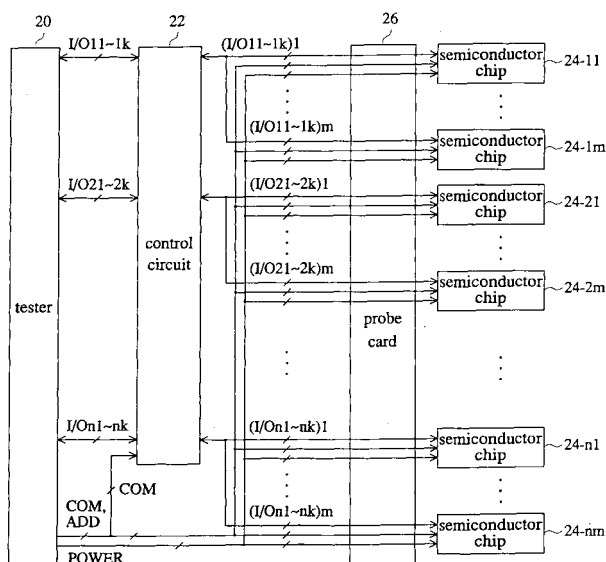 20
22
26
I/O11~1k
(I/O11~1k)1
semiconductor
chip
24-11
(I/O11~1k)m
semiconductor
chip
24-1m
I/O21~2k
(I/O21~2k)1
semiconductor
chip
24-21
control
circuit
(I/O21~2k)m
semiconductor
chip
24-2m
tester
probe
card
I/On1~nk
(I/On1~nk)1
semiconductor
chip
24-n1
COM
COM,
ADD
(I/On1~nk)m
semiconductor
chip
24-nm
POWER